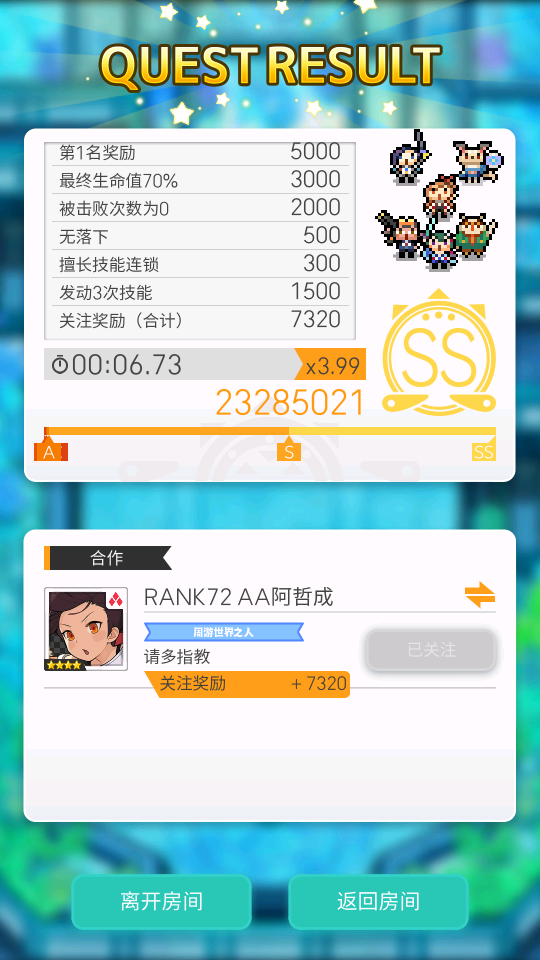 QUEST RESULT
第1名奖励 5000
最终生命值70% 3000
被击败次数为0 2000
无落下 500
擅长技能连锁 300
发动3次技能 1500
关注奖励（合计） 7320
00:06.73 x3.99
SS
23285021
A S SS
合作
RANK72 AA阿哲成
周游世界之人
请多指教
已关注
关注奖励 + 7320
离开房间 返回房间